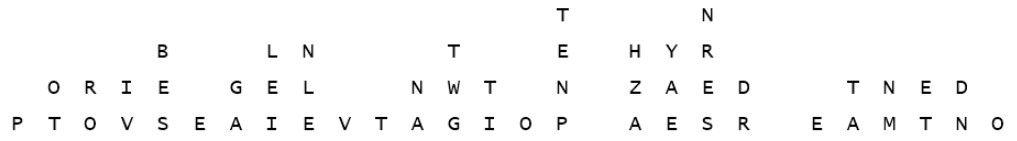 T N
B L N T E H Y R
O R I E G E L N W T N Z A E D T N E D
P T O V S E A I E V T A G I O P A E S R E A M T N O